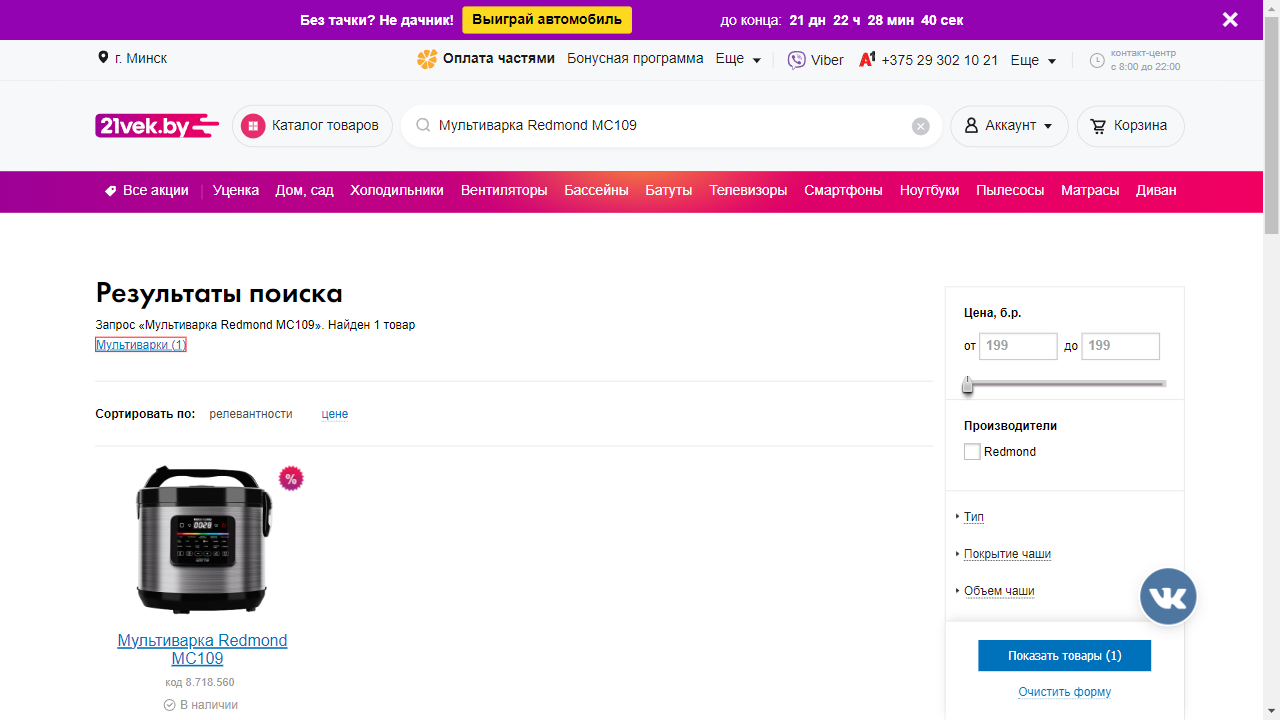 Без тачки? Не дачник! Выиграй автомобиль до конца: 21 дн 22 ч 28 мин 40 сек
г. Минск Оплата частями Бонусная программа Еще Viber A1 +375 29 302 10 21 Еще контакт-центр с 8:00 до 22:00
21vek.by Каталог товаров Мультиварка Redmond MC109 Аккаунт Корзина
Все акции Уценка Дом, сад Холодильники Вентиляторы Бассейны Батуты Телевизоры Смартфоны Ноутбуки Пылесосы Матрасы Диван
Результаты поиска
Запрос «Мультиварка Redmond MC109». Найден 1 товар
Мультиварки (1)
Сортировать по: релевантности цене
%
0028
Мультиварка Redmond
MC109
код 8.718.560
В наличии
Цена, б.р.
от 199 до 199
Производители
Redmond
Тип
Покрытие чаши
Объем чаши
Показать товары (1)
Очистить форму